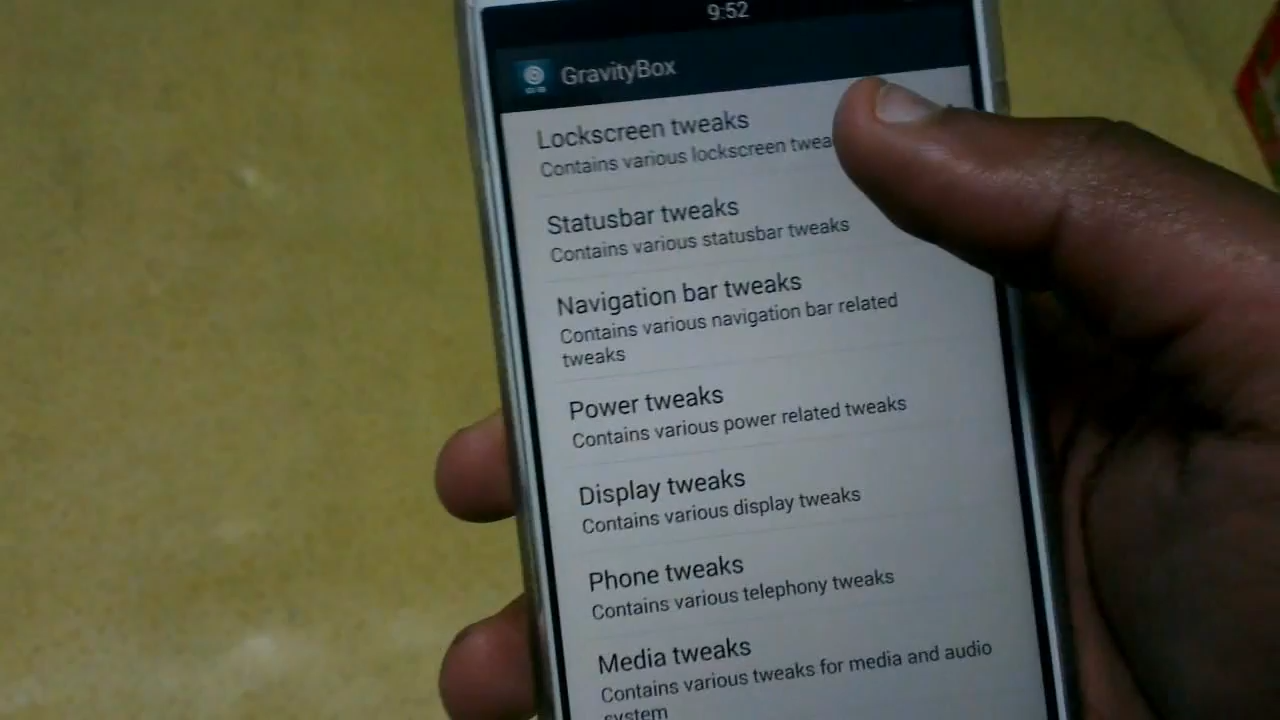 9:52
GravityBox
Lockscreen tweaks
Contains various lockscreen
Statusbar tweaks
Contains various statusbar tweaks
Navigation bar tweaks
Contains various navigation bar related
tweaks
Power tweaks
Contains various power related tweaks
Display tweaks
Contains various display tweaks
Phone tweaks
Contains various telephony tweaks
Media tweaks
Contains various tweaks for media and audio
system